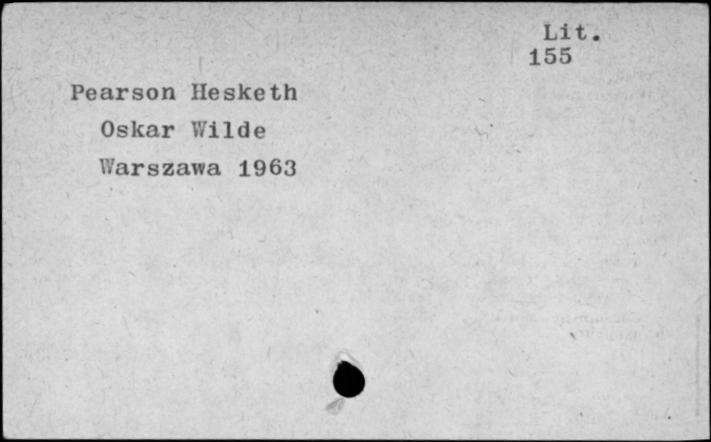 Lit.
155
Pearson Hesketh
Oskar Wilde
Warszawa 1963